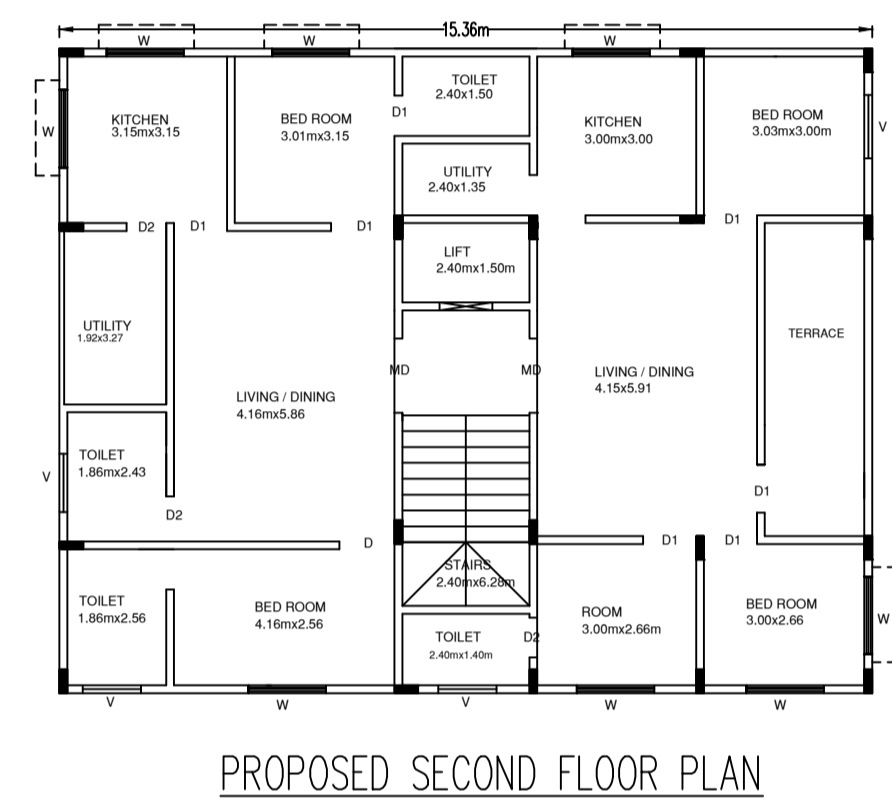 15.36m
W
W
W
KITCHEN
3.15mx3.15
BED ROOM
3.01mx3.15
D1
TOILET
2.40x1.50
KITCHEN
3.00mx3.00
BED ROOM
3.03mx3.00m
V
W
UTILITY
2.40x1.35
D2
D1
D1
D1
LIFT
2.40mx1.50m
UTILITY
1.92x3.27
TERRACE
MD
MD
LIVING / DINING
4.16mx5.86
LIVING / DINING
4.15x5.91
TOILET
1.86mx2.43
V
D2
D1
D
D1
D1
STAIRS
2.40mx6.28m
TOILET
1.86mx2.56
BED ROOM
4.16mx2.56
TOILET
2.40mx1.40m
D2
ROOM
3.00mx2.66m
BED ROOM
3.00x2.66
W
V
W
V
W
W
PROPOSED SECOND FLOOR PLAN